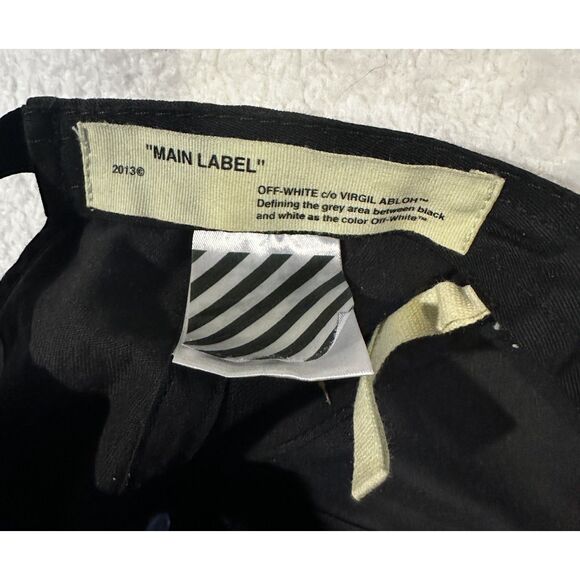 "MAIN LABEL"
2013©
OFF-WHITE c/o VIRGIL ABLOH™
Defining the grey area between black
and white as the color Off-White™